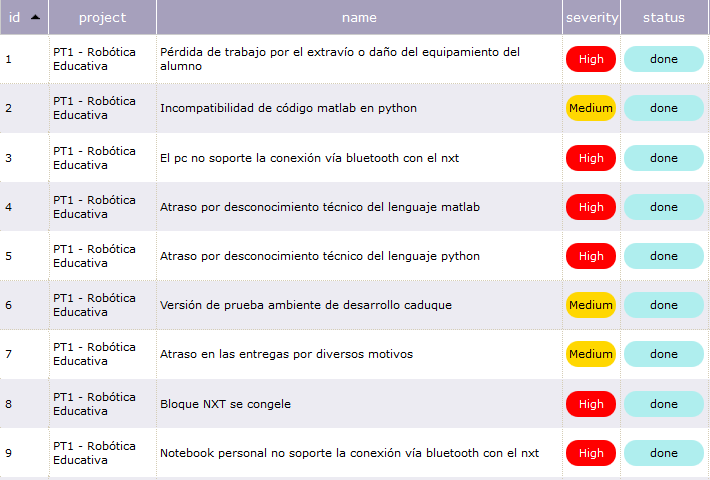 id project name severity status
1 PT1 - Robótica Educativa Pérdida de trabajo por el extravío o daño del equipamiento del alumno High done
2 PT1 - Robótica Educativa Incompatibilidad de código matlab en python Medium done
3 PT1 - Robótica Educativa El pc no soporte la conexión vía bluetooth con el nxt High done
4 PT1 - Robótica Educativa Atraso por desconocimiento técnico del lenguaje matlab High done
5 PT1 - Robótica Educativa Atraso por desconocimiento técnico del lenguaje python High done
6 PT1 - Robótica Educativa Versión de prueba ambiente de desarrollo caduque Medium done
7 PT1 - Robótica Educativa Atraso en las entregas por diversos motivos Medium done
8 PT1 - Robótica Educativa Bloque NXT se congele High done
9 PT1 - Robótica Educativa Notebook personal no soporte la conexión vía bluetooth con el nxt High done